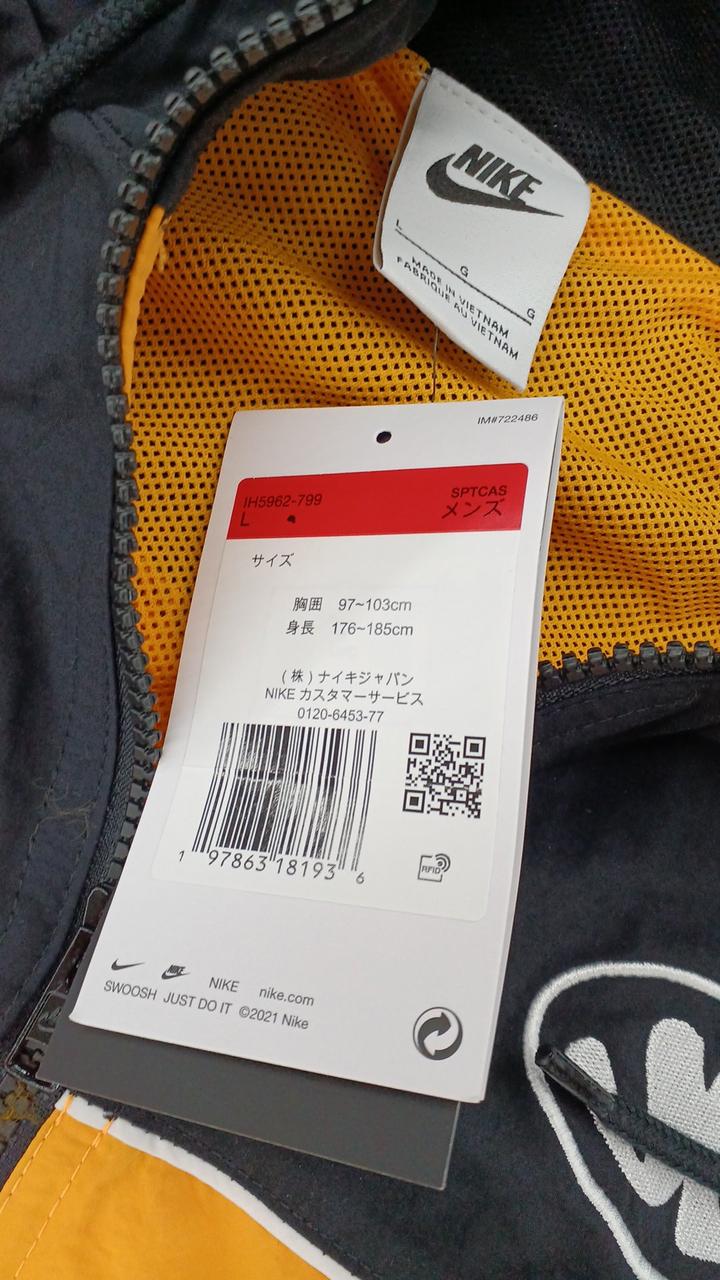 NIKE
L
G
G
MADE IN VIETNAM
FABRIQUE AU VIETNAM
IM#722486
IH5962-799
SPTCAS
L
メンズ
サイズ
胸囲 97~103cm
身長 176~185cm
(株)ナイキジャパン
NIKE カスタマーサービス
0120-6453-77
1 97863 18193 6
RFID
NIKE NIKE nike.com
SWOOSH JUST DO IT ©2021 Nike